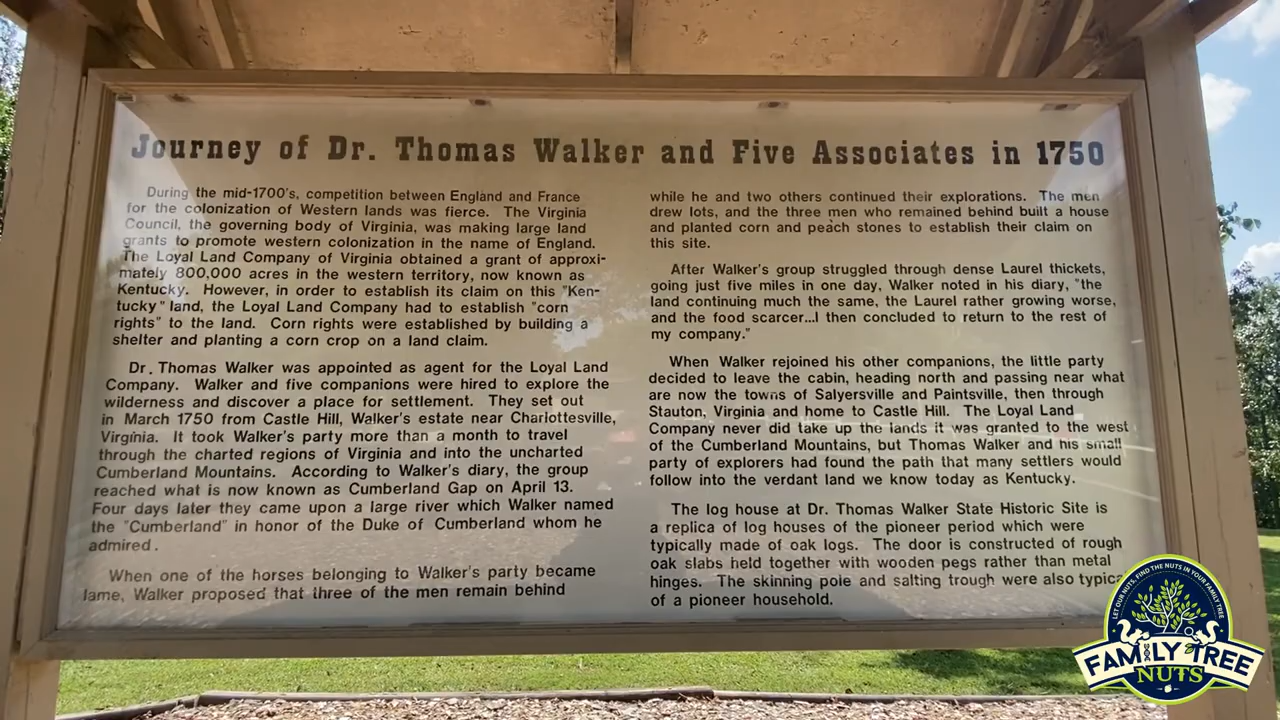 Journey of Dr. Thomas Walker and Five Associates in 1750
During the mid-1700's, competition between England and France
for the colonization of Western lands was fierce. The Virginia
Council, the governing body of Virginia, was making large land
grants to promote western colonization in the name of England.
The Loyal Land Company of Virginia obtained a grant of approxi-
mately 800,000 acres in the western territory, now known as
Kentucky. However, in order to establish its claim on this "Ken-
tucky" land, the Loyal Land Company had to establish "corn
rights" to the land. Corn rights were established by building a
shelter and planting a corn crop on a land claim.
Dr. Thomas Walker was appointed as agent for the Loyal Land
Company. Walker and five companions were hired to explore the
wilderness and discover a place for settlement. They set out
in March 1750 from Castle Hill, Walker's estate near Charlottesville,
Virginia. It took Walker's party more than a month to travel
through the charted regions of Virginia and into the uncharted
Cumberland Mountains. According to Walker's diary, the group
reached what is now known as Cumberland Gap on April 13.
Four days later they came upon a large river which Walker named
the "Cumberland" in honor of the Duke of Cumberland whom he
admired.
When one of the horses belonging to Walker's party became
lame, Walker proposed that three of the men remain behind
while he and two others continued their explorations. The men
drew lots, and the three men who remained behind built a house
and planted corn and peach stones to establish their claim on
this site.
After Walker's group struggled through dense Laurel thickets,
going just five miles in one day, Walker noted in his diary, "the
land continuing much the same, the Laurel rather growing worse,
and the food scarcer...I then concluded to return to the rest of
my company."
When Walker rejoined his other companions, the little party
decided to leave the cabin, heading north and passing near what
are now the towns of Salyersville and Paintsville, then through
Stauton, Virginia and home to Castle Hill. The Loyal Land
Company never did take up the lands it was granted to the west
of the Cumberland Mountains, but Thomas Walker and his small
party of explorers had found the path that many settlers would
follow into the verdant land we know today as Kentucky.
The log house at Dr. Thomas Walker State Historic Site is
a replica of log houses of the pioneer period which were
typically made of oak logs. The door is constructed of rough
oak slabs held together with wooden pegs rather than metal
hinges. The skinning pole and salting trough were also typica
of a pioneer household.
LET OUR NUTS, FIND THE NUTS IN YOUR FAMILY TREE
FAMILY TREE
NUTS